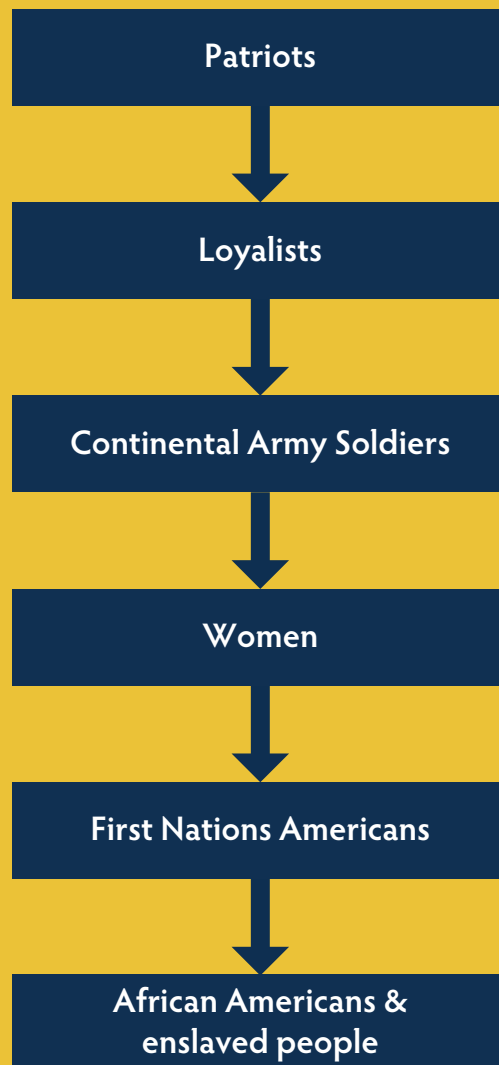 Patriots
Loyalists
Continental Army Soldiers
Women
First Nations Americans
African Americans &
enslaved people